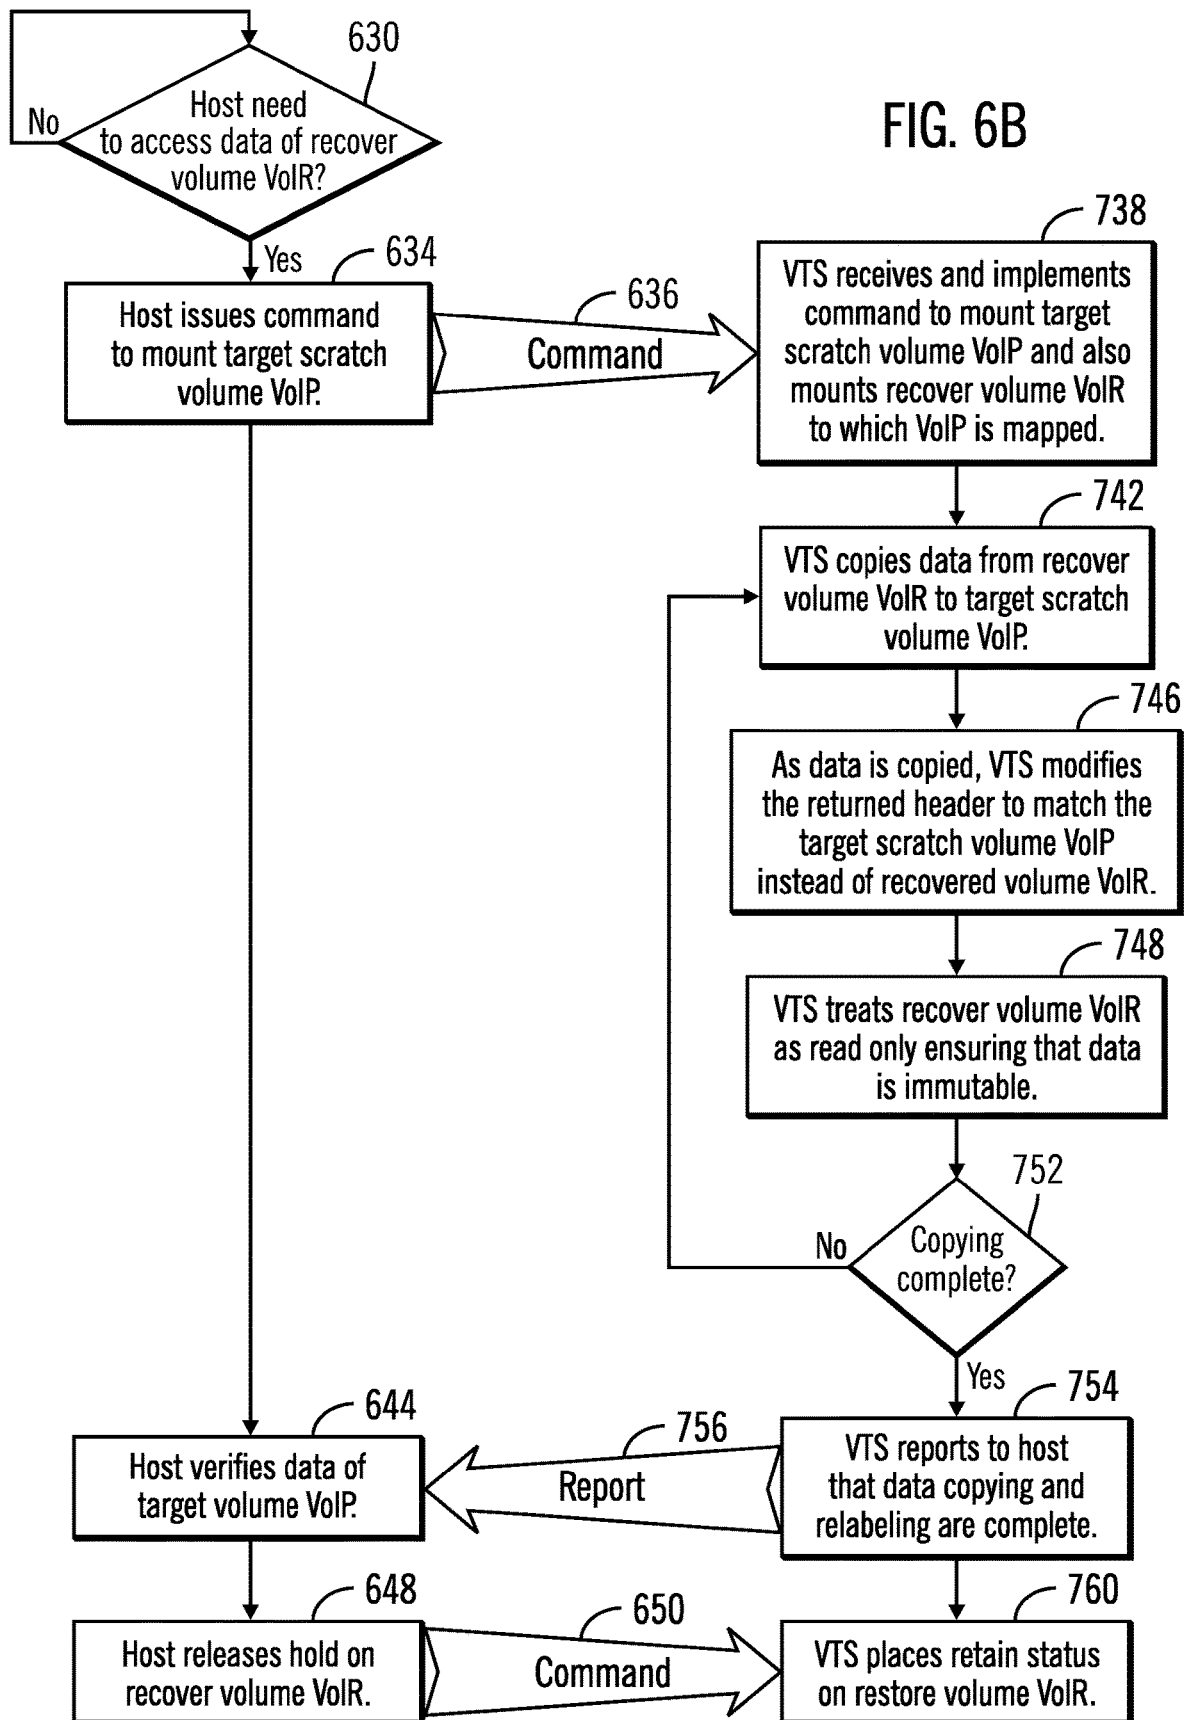 630
Host need
to access data of recover
volume VolR?
No
Yes
FIG. 6B
634
Host issues command
to mount target scratch
volume VolP.
636
Command
738
VTS receives and implements
command to mount target
scratch volume VolP and also
mounts recover volume VolR
to which VolP is mapped.
742
VTS copies data from recover
volume VolR to target scratch
volume VolP.
746
As data is copied, VTS modifies
the returned header to match the
target scratch volume VolP
instead of recovered volume VolR.
748
VTS treats recover volume VolR
as read only ensuring that data
is immutable.
752
Copying
complete?
No
Yes
754
VTS reports to host
that data copying and
relabeling are complete.
756
Report
644
Host verifies data of
target volume VolP.
648
Host releases hold on
recover volume VolR.
650
Command
760
VTS places retain status
on restore volume VolR.